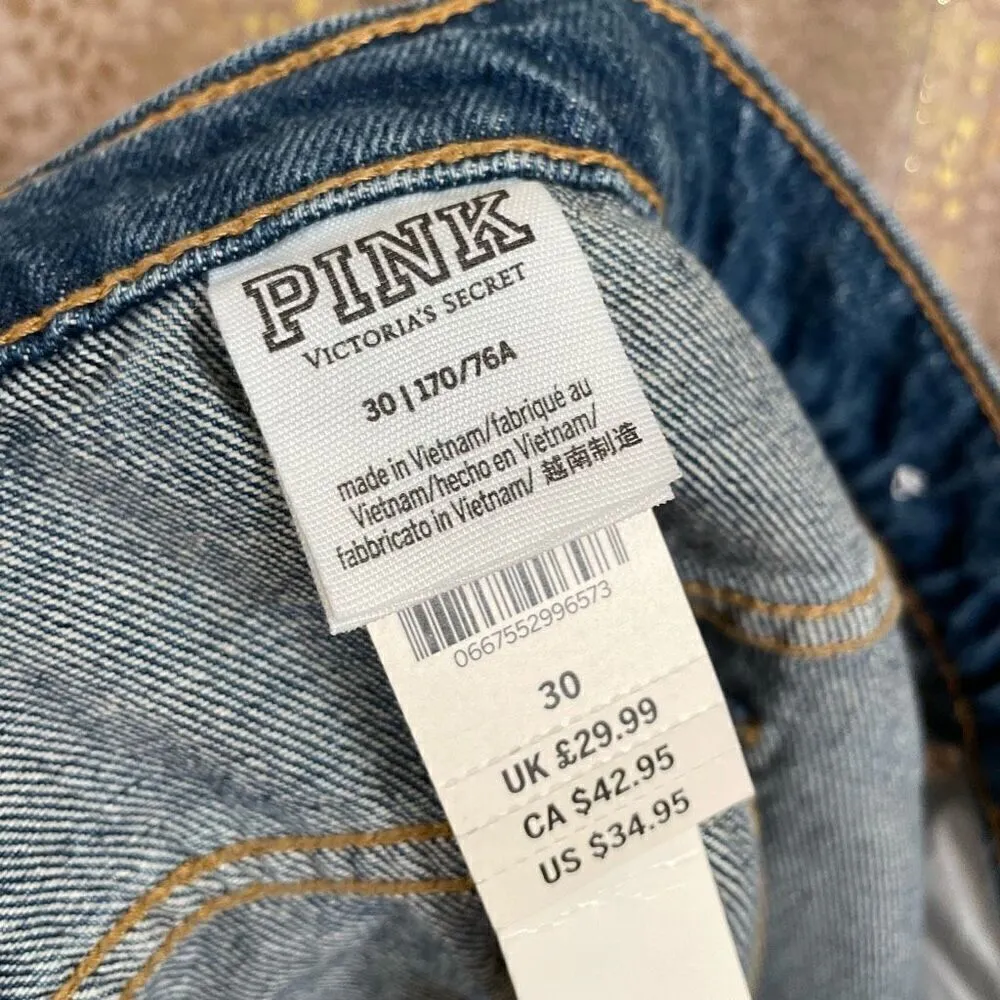 PINK
VICTORIA'S SECRET
30 | 170/76A
made in Vietnam/fabriqué au
Vietnam/hecho en Vietnam/
fabbricato in Vietnam/ 越南制造
0667552996573
30
UK £29.99
CA $42.95
US $34.95